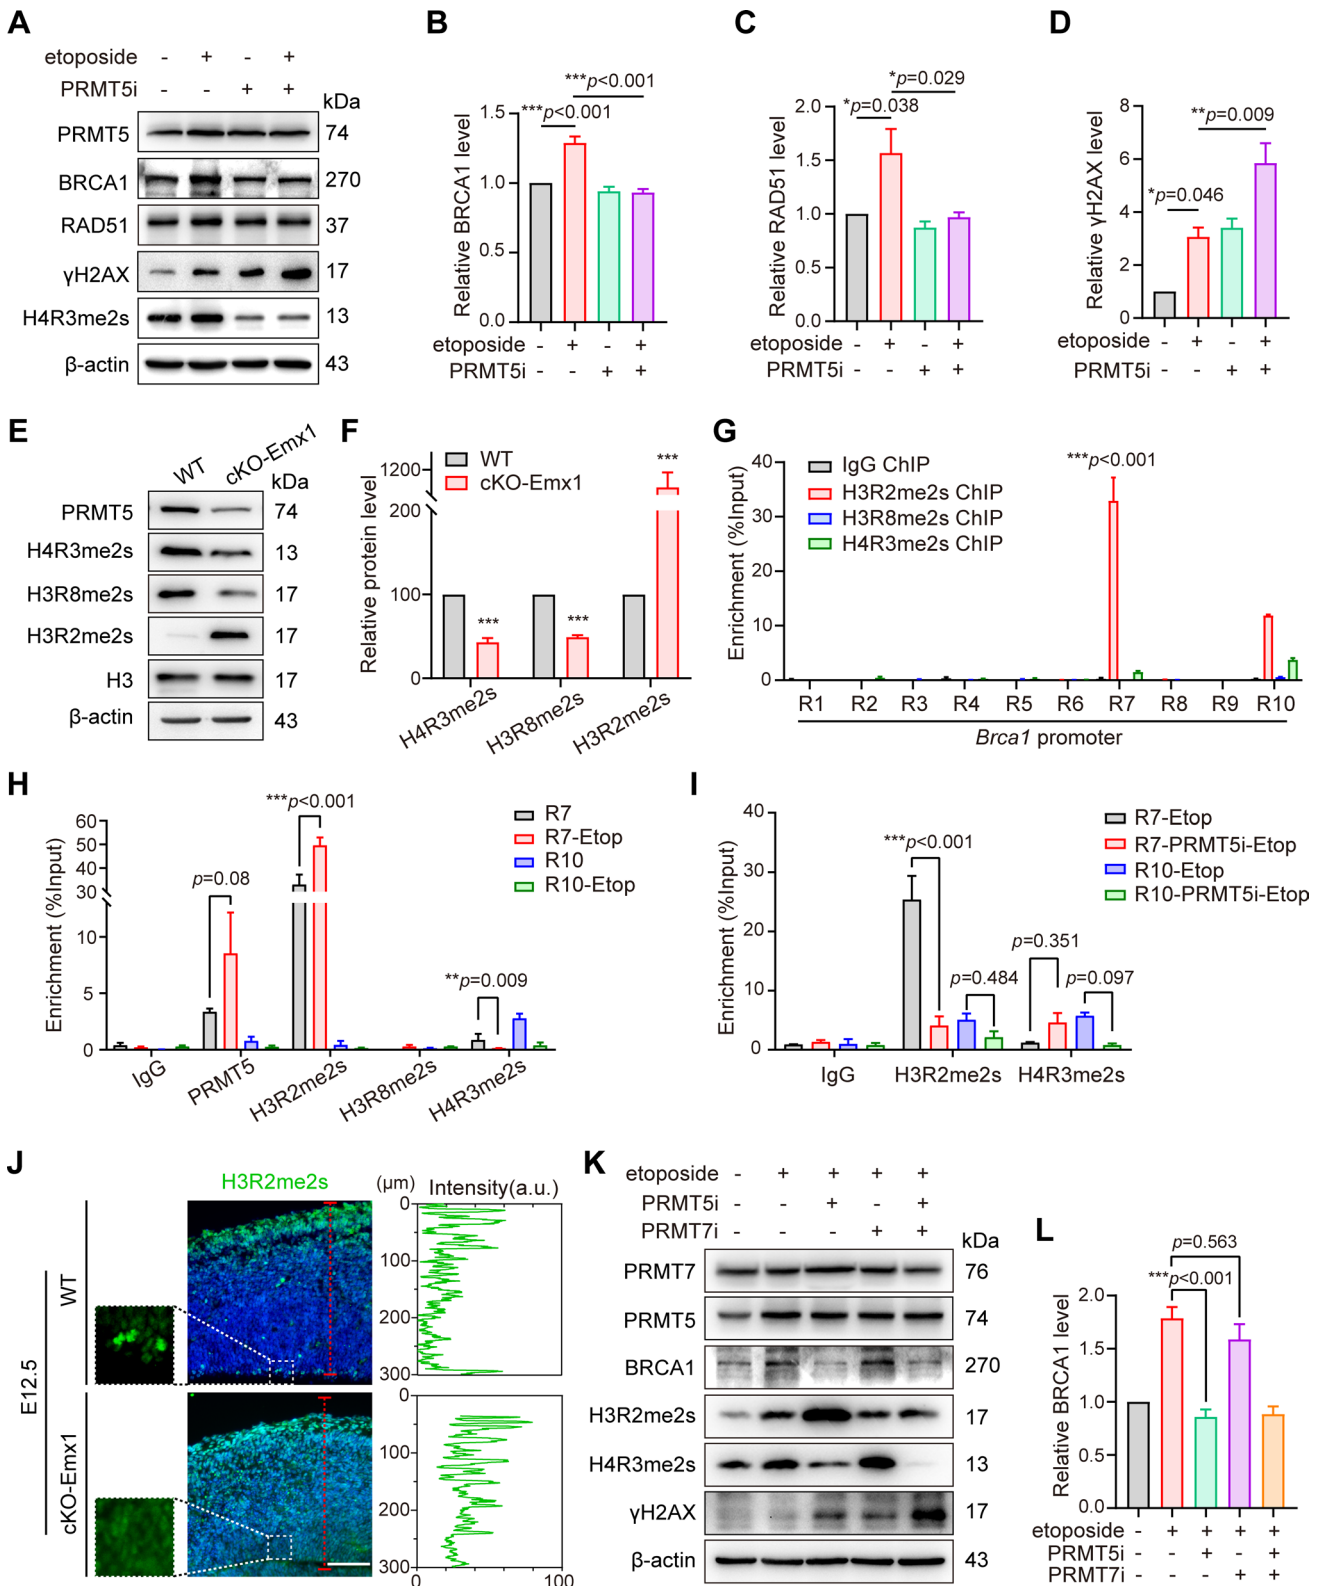 A
etoposide - + - +
PRMT5i - - + +
kDa
PRMT5 74
BRCA1 270
RAD51 37
γH2AX 17
H4R3me2s 13
β-actin 43
B
***p<0.001
***p<0.001
Relative BRCA1 level
1.5
1.0
0.5
0.0
etoposide - + - +
PRMT5i - - + +
C
*p=0.029
*p=0.038
Relative RAD51 level
2.0
1.5
1.0
0.5
0.0
etoposide - + - +
PRMT5i - - + +
D
**p=0.009
*p=0.046
Relative γH2AX level
8
6
4
2
0
etoposide - + - +
PRMT5i - - + +
E
WT cKO-Emx1
kDa
PRMT5 74
H4R3me2s 13
H3R8me2s 17
H3R2me2s 17
H3 17
β-actin 43
F
WT
cKO-Emx1
Relative protein level
1200
200
100
0
*** *** ***
H4R3me2s H3R8me2s H3R2me2s
G
IgG ChIP
H3R2me2s ChIP
H3R8me2s ChIP
H4R3me2s ChIP
***p<0.001
Enrichment (%Input)
40
30
20
10
0
R1 R2 R3 R4 R5 R6 R7 R8 R9 R10
Brca1 promoter
H
***p<0.001
p=0.08
**p=0.009
R7
R7-Etop
R10
R10-Etop
Enrichment (%Input)
60
50
40
30
10
5
0
IgG PRMT5 H3R2me2s H3R8me2s H4R3me2s
I
***p<0.001
p=0.484
p=0.351
p=0.097
R7-Etop
R7-PRMT5i-Etop
R10-Etop
R10-PRMT5i-Etop
Enrichment (%Input)
40
30
20
10
0
IgG H3R2me2s H4R3me2s
J
H3R2me2s
(μm) Intensity(a.u.)
E12.5
WT
0
100
200
300
cKO-Emx1
0
100
200
300
0 100
K
etoposide - + + + +
PRMT5i - - + - +
PRMT7i - - - + +
kDa
PRMT7 76
PRMT5 74
BRCA1 270
H3R2me2s 17
H4R3me2s 13
γH2AX 17
β-actin 43
L
p=0.563
***p<0.001
Relative BRCA1 level
2.0
1.5
1.0
0.5
0.0
etoposide - + + + +
PRMT5i - - + - +
PRMT7i - - - + +